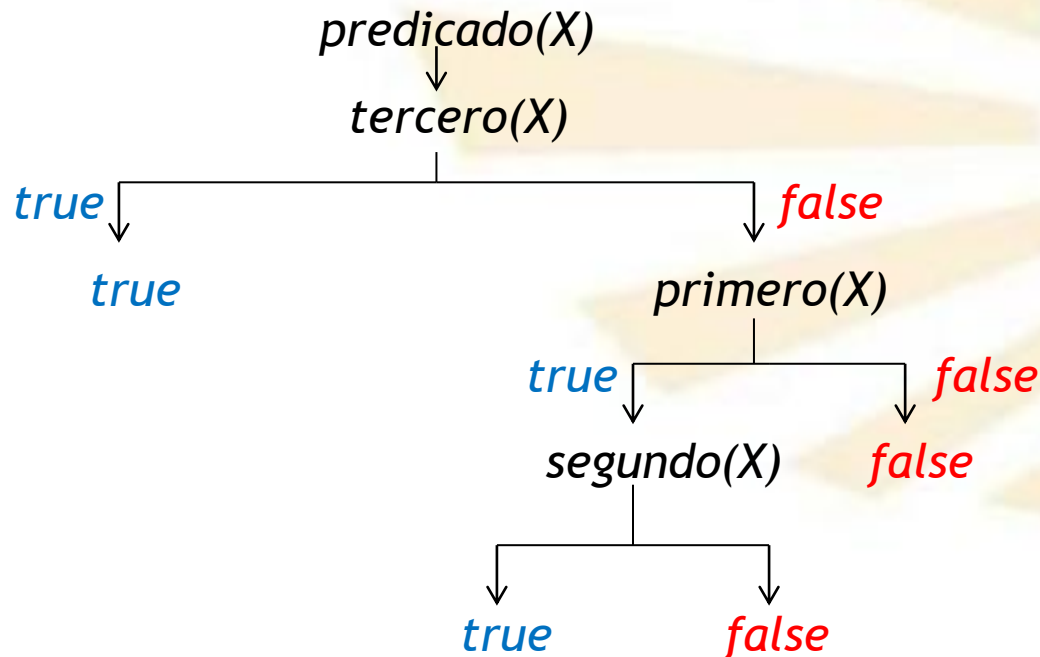 predicado(X)
tercero(X)
true false
true primero(X)
true false
segundo(X) false
true false